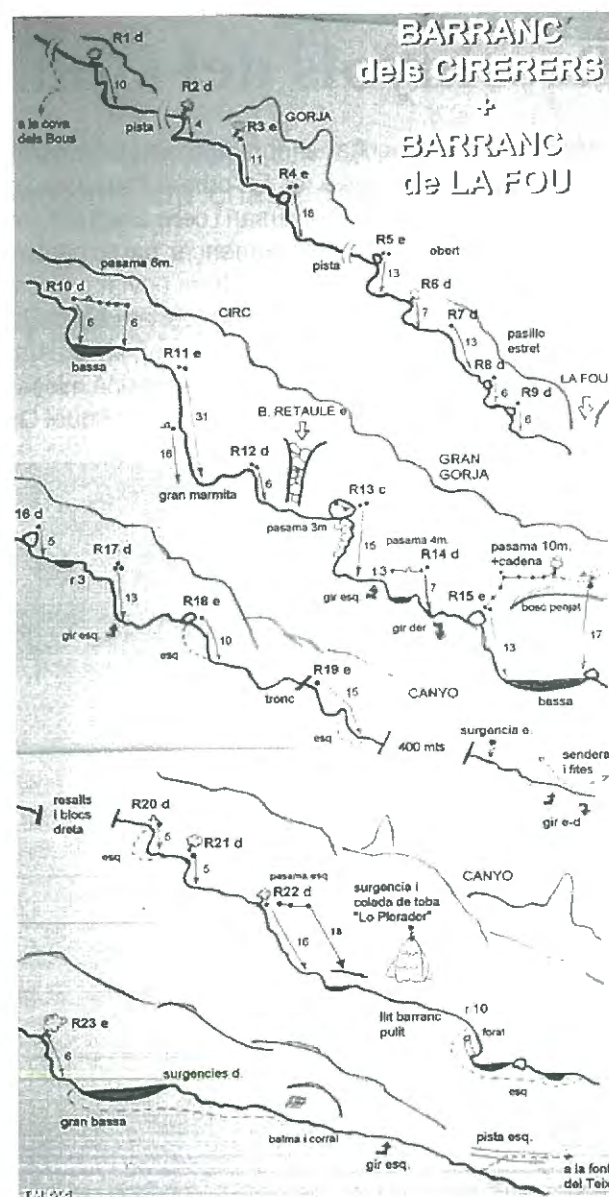 BARRANC
dels CIRERERS
+
BARRANC
de LA FOU
R1 d
10
a la cova
dels Bous
pista
R2 d
4
R3 e
11
GORJA
R4 e
16
pista
R5 e
13
obert
R6 d
7
R7 d
13
pasillo
estret
R8 d
6
R9 d
6
LA FOU
pasama 6m.
R10 d
6
6
bassa
CIRC
R11 e
31
16
gran marmita
R12 d
6
B. RETAULE e
pasama 3m
GRAN
GORJA
R13 c
15
gir esq.
pasama 4m.
r.3
R14 d
7
gir der
R15 e
13
pasama 10m.
+cadena
bosc penjat
17
bassa
16 d
5
r.3
R17 d
13
gir esq.
R18 e
10
esq
tronc
R19 e
15
esq
CANYO
400 mts
surgencia e.
sendera
i fites
gir e-d
resalts
i blocs
dreta
R20 d
5
esq
R21 d
5
pasama esq
R22 d
16
18
surgencia i
colada de toba
"Lo Plorador"
CANYO
llit barranc
pulit
r.10
forat
esq
R23 e
6
gran bassa
surgencies d.
balma i corral
gir esq.
pista esq.
a la font
del Teix